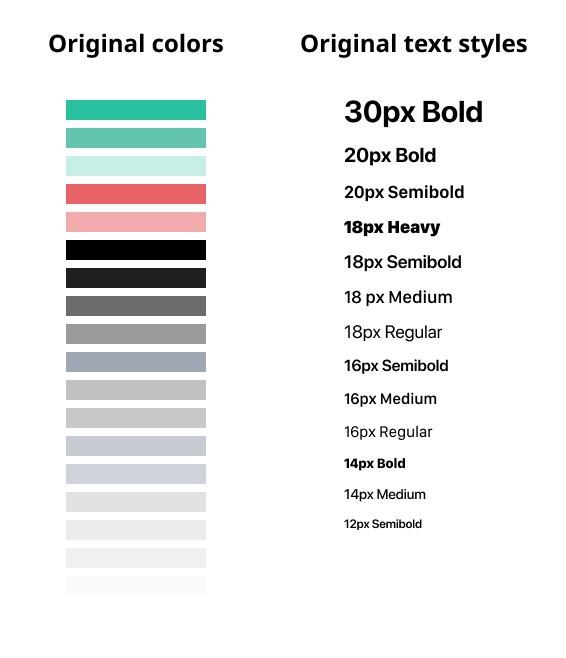 Original colors
Original text styles
30px Bold
20px Bold
20px Semibold
18px Heavy
18px Semibold
18 px Medium
18px Regular
16px Semibold
16px Medium
16px Regular
14px Bold
14px Medium
12px Semibold